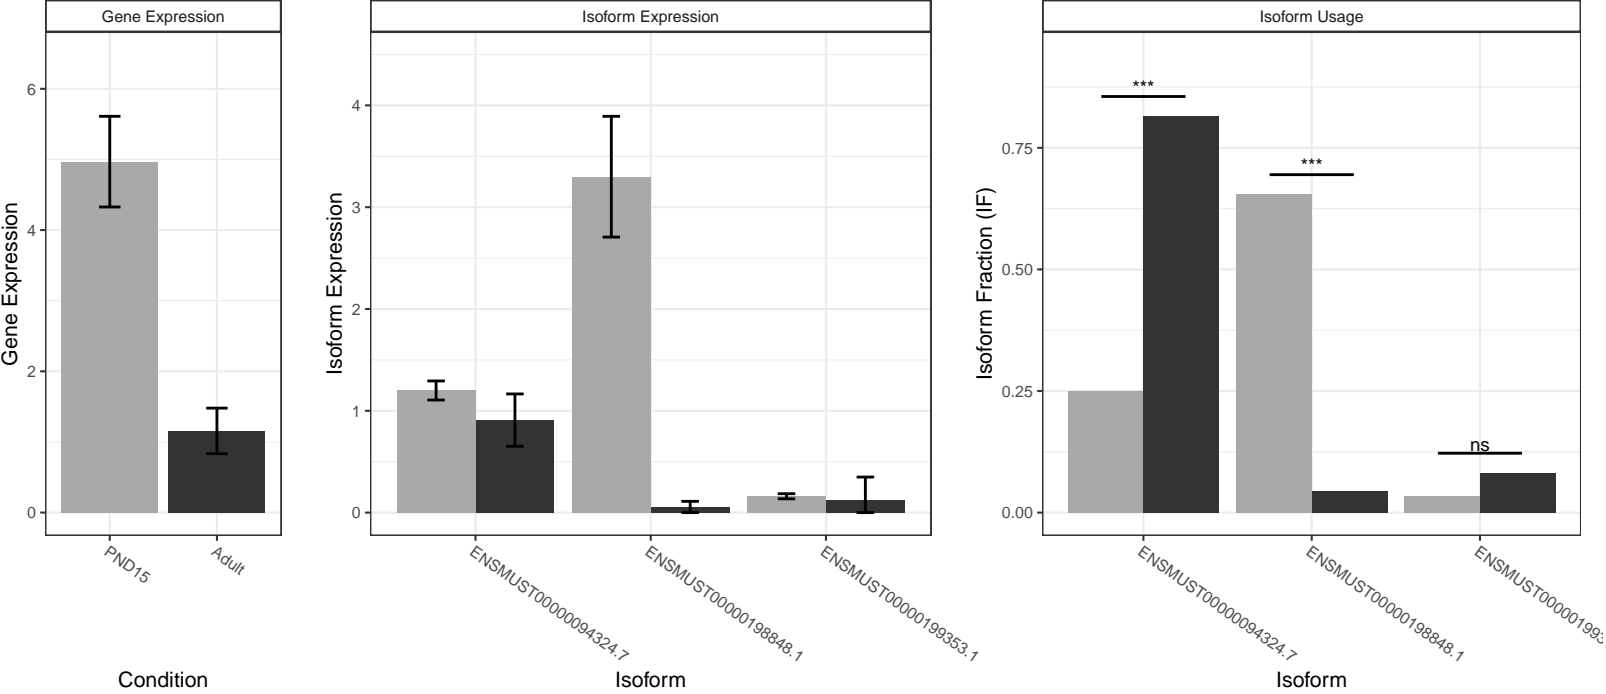 Gene Expression
Isoform Expression
Isoform Usage
Gene Expression
6
4
2
0
PND15
Adult
Condition
Isoform Expression
4
3
2
1
0
ENSMUST00000094324.7
ENSMUST00000198848.1
ENSMUST00000199353.1
Isoform
Isoform Fraction (IF)
0.75
0.50
0.25
0.00
***
***
ns
ENSMUST00000094324.7
ENSMUST00000198848.1
ENSMUST00000199353
Isoform